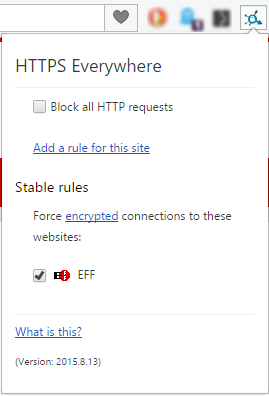 HTTPS Everywhere
Block all HTTP requests
Add a rule for this site
Stable rules
Force encrypted connections to these
websites:
EFF
What is this?
(Version: 2015.8.13)